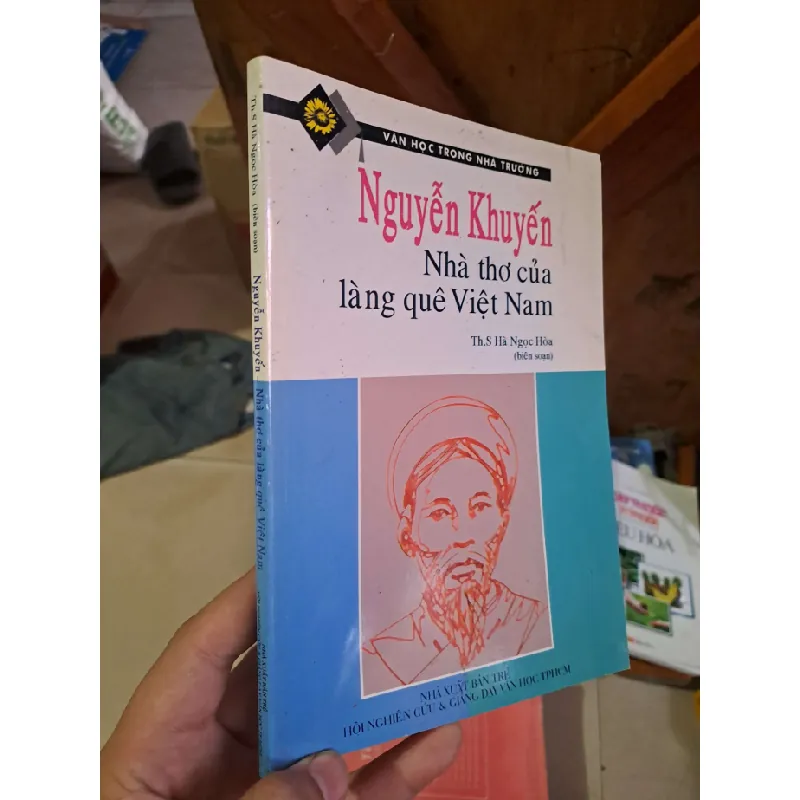 VĂN HỌC TRONG NHÀ TRƯỜNG
Nguyễn Khuyến
Nhà thơ của
làng quê Việt Nam
Th.S Hà Ngọc Hòa
(biên soạn)
NHÀ XUẤT BẢN TRẺ
HỘI NGHIÊN CỨU & GIẢNG DẠY VĂN HỌC TPHCM
Th.S Hà Ngọc Hòa (biên soạn) Nguyễn Khuyến Nhà thơ của làng quê Việt Nam